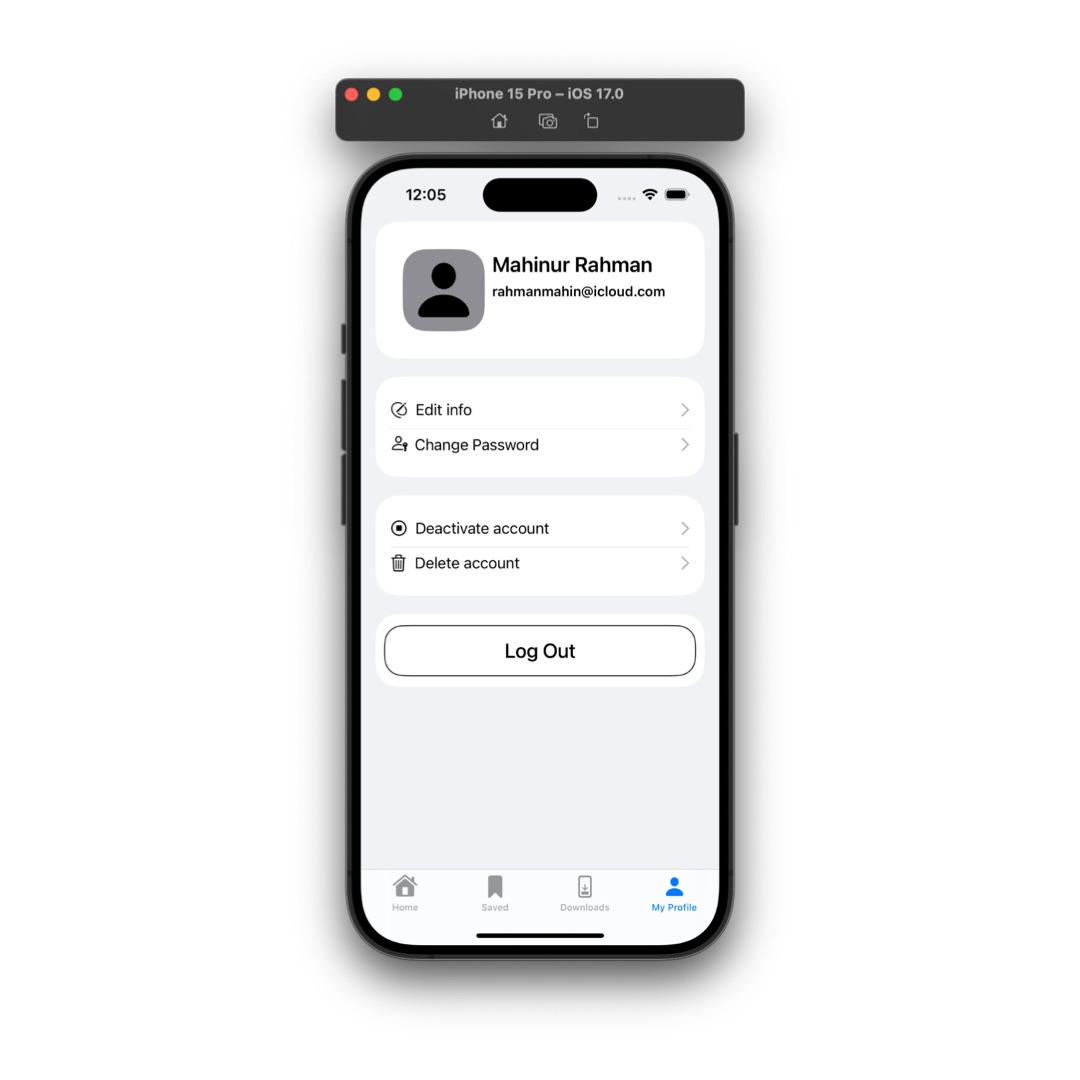 iPhone 15 Pro – iOS 17.0
12:05
Mahinur Rahman
rahmanmahin@icloud.com
Edit info
Change Password
Deactivate account
Delete account
Log Out
Home
Saved
Downloads
My Profile